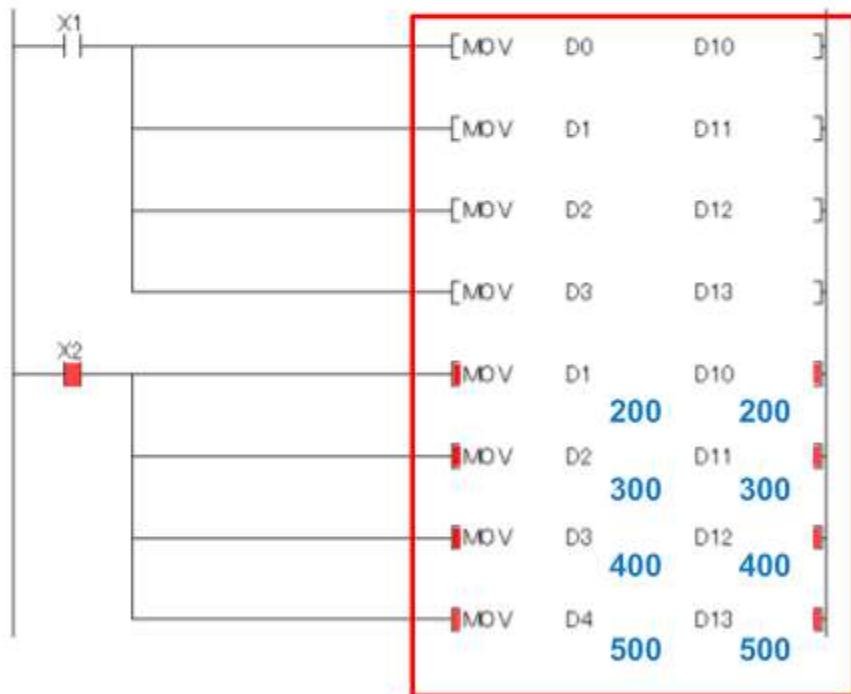 X1
[MOV D0 D10 ]
[MOV D1 D11 ]
[MOV D2 D12 ]
[MOV D3 D13 ]
X2
[MOV D1 D10 ]
200 200
[MOV D2 D11 ]
300 300
[MOV D3 D12 ]
400 400
[MOV D4 D13 ]
500 500